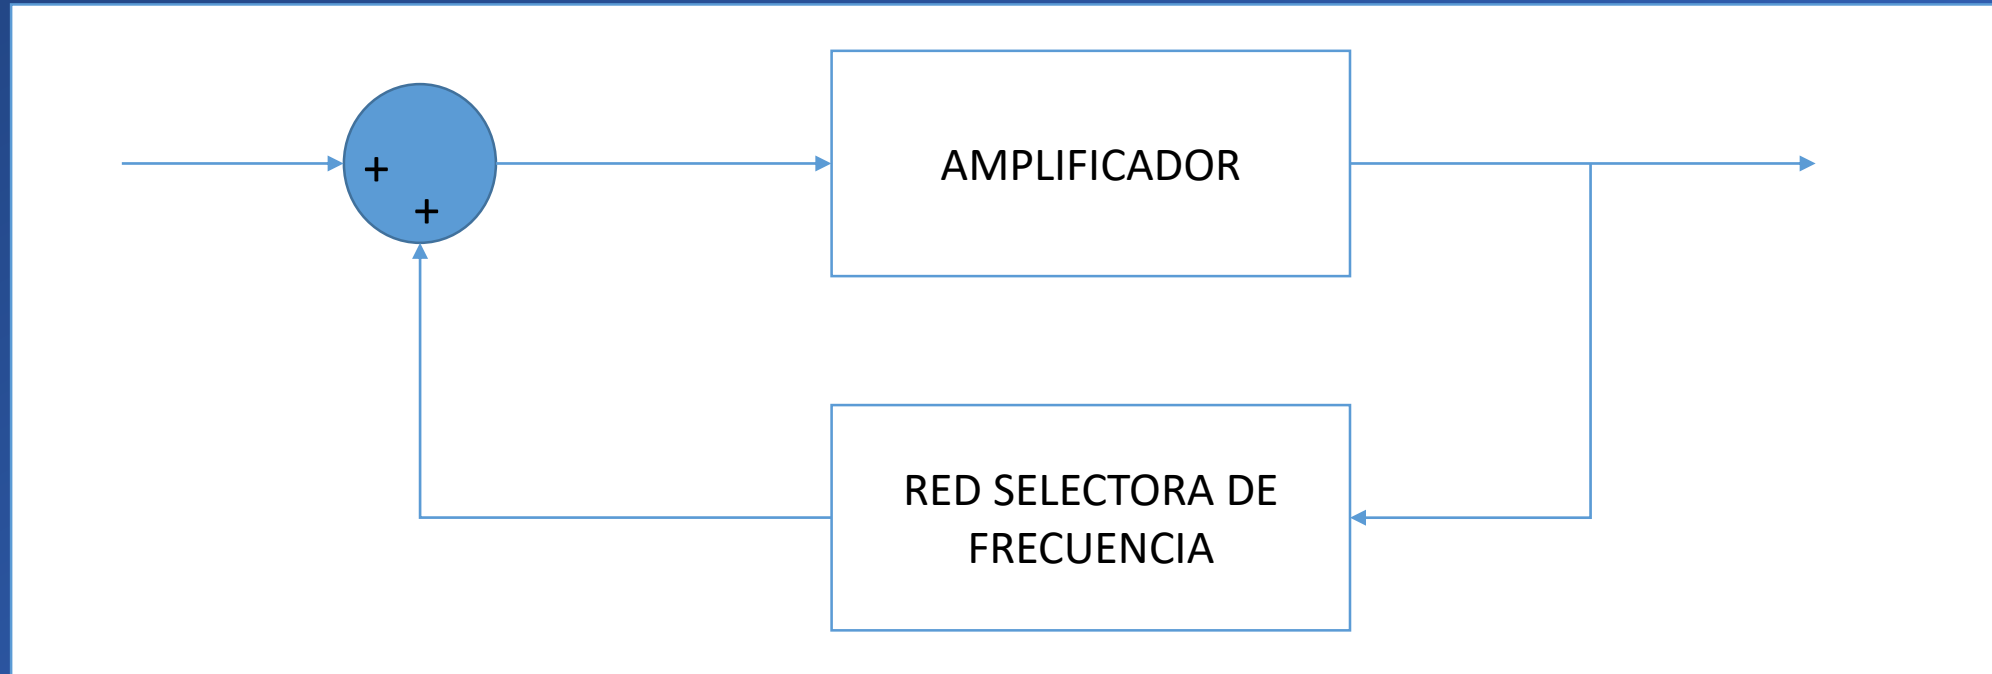 AMPLIFICADOR
+
+
RED SELECTORA DE
FRECUENCIA